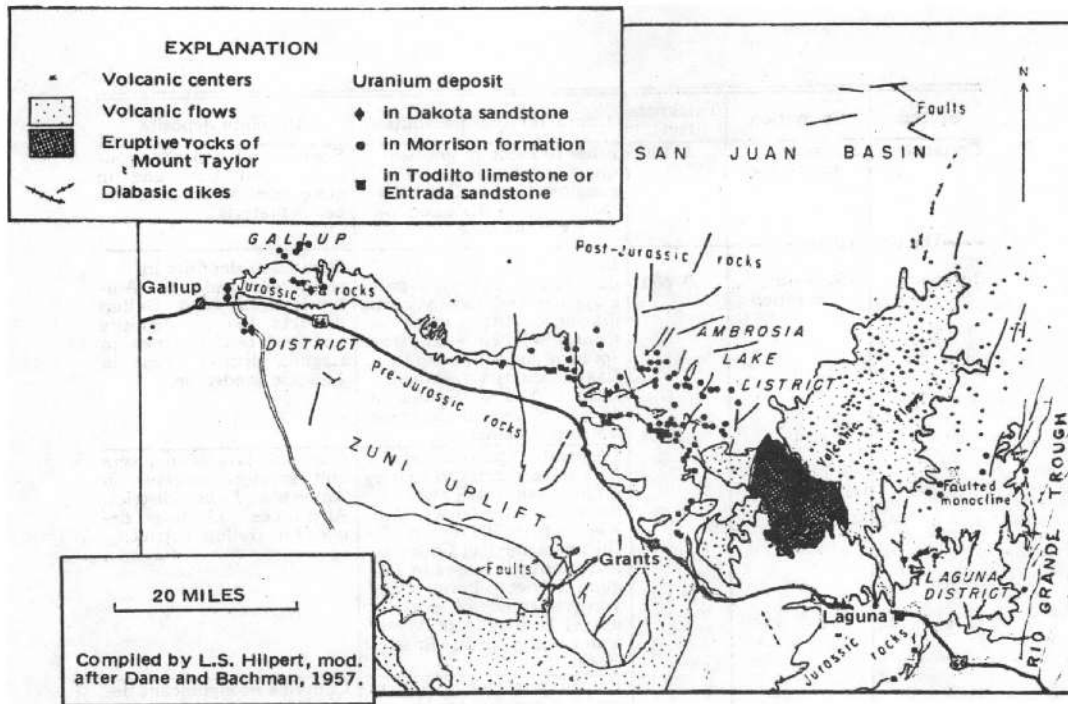 EXPLANATION
Volcanic centers
Volcanic flows
Eruptive rocks of
Mount Taylor
Diabasic dikes
Uranium deposit
in Dakota sandstone
in Morrison formation
in Todilto limestone or
Entrada sandstone
N
Faults
SAN JUAN BASIN
GALLUP
Post-Jurassic rocks
Gallup
Jurassic rocks
DISTRICT
AMBROSIA
LAKE
DISTRICT
Pre-Jurassic rocks
Volcanic flows
ZUNI
UPLIFT
Faulted
monocline
RIO GRANDE TROUGH
Faults
Grants
LAGUNA
DISTRICT
Laguna
Jurassic rocks
20 MILES
Compiled by L.S. Hilpert, mod.
after Dane and Bachman, 1957.